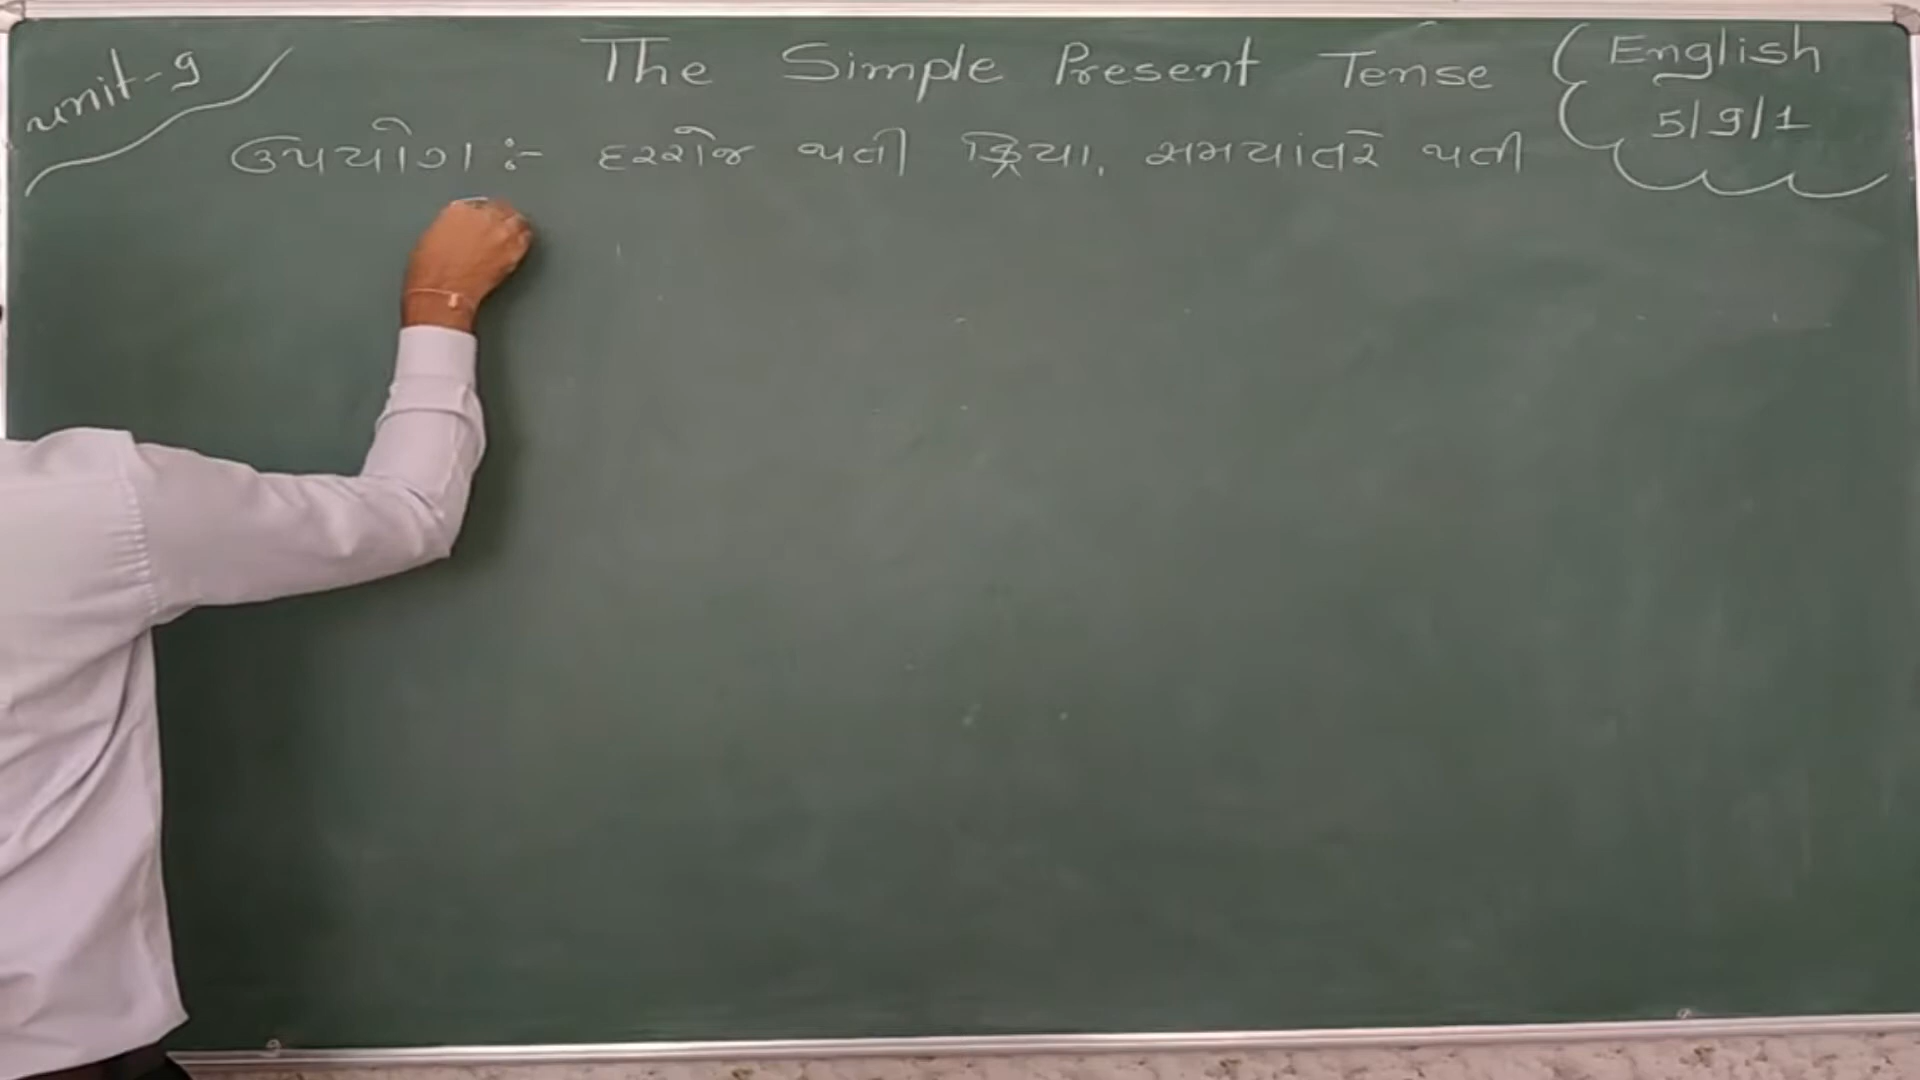 unit-9
The Simple Present Tense
English
5/9/1
ઉપયોગ :- દરરોજ થતી ક્રિયા, સમયાંતરે થતી